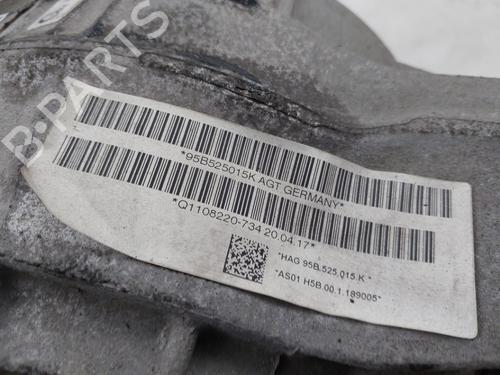 B-PARTS
*95B525015K AGT GERMANY*
*Q1108220-734 20.04.17*
*HAG 95B.525.015.K *
*AS01 H5B 00.1.189005*